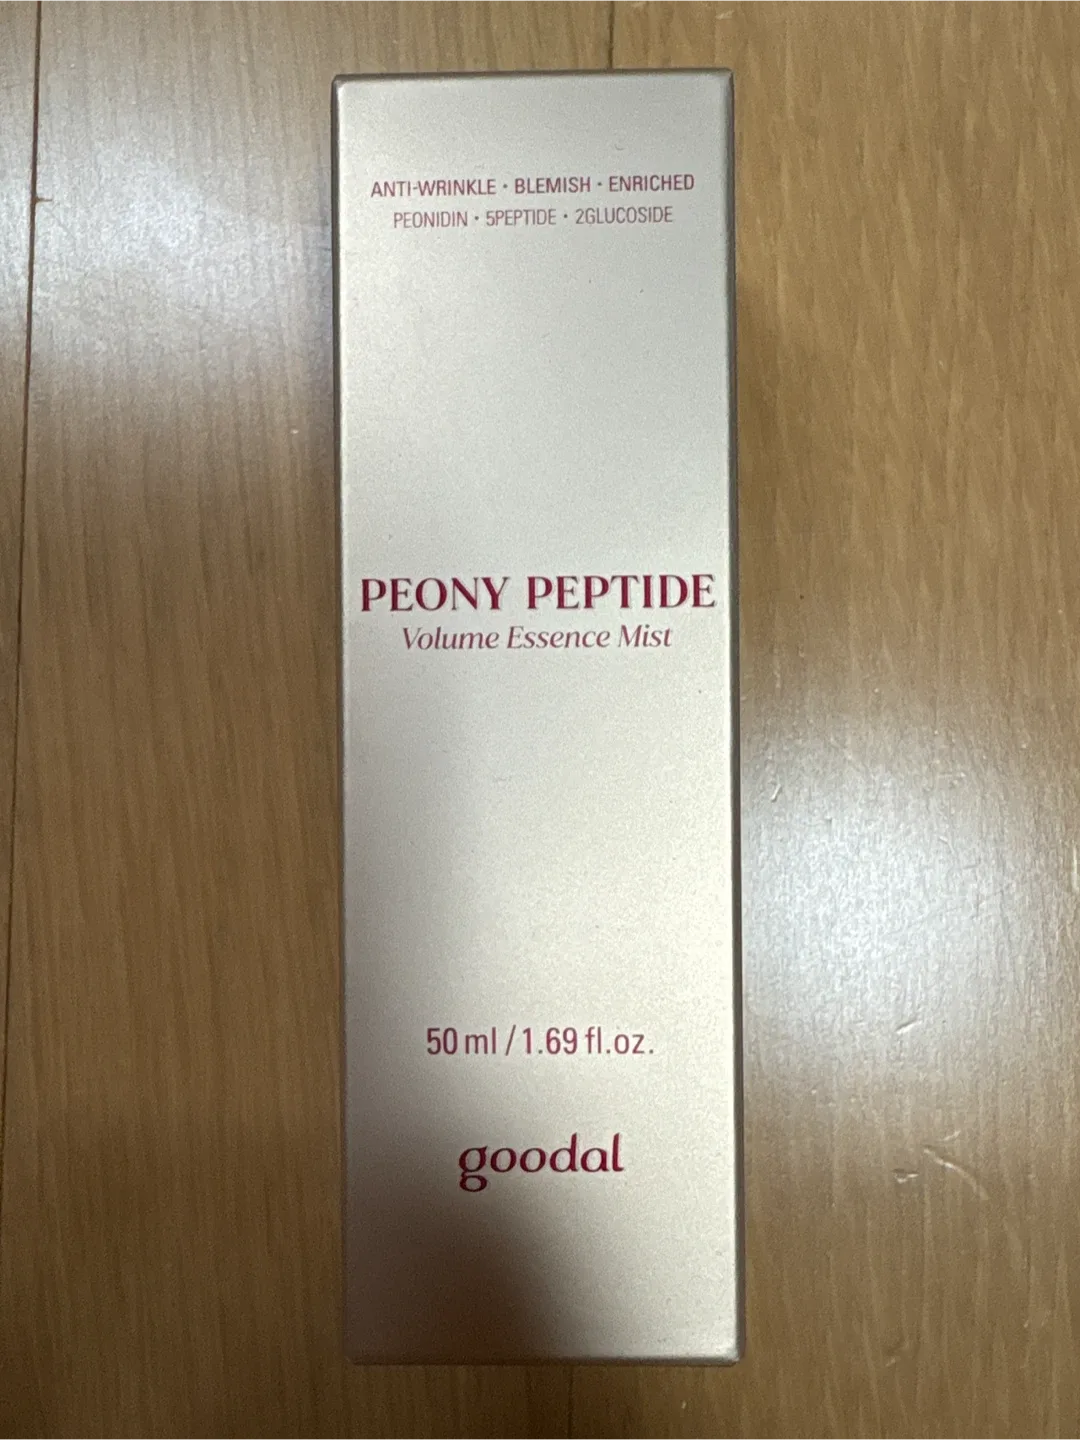 ANTI-WRINKLE · BLEMISH · ENRICHED
PEONIDIN · 5PEPTIDE · 2GLUCOSIDE
PEONY PEPTIDE
Volume Essence Mist
50 ml / 1.69 fl.oz.
goodal